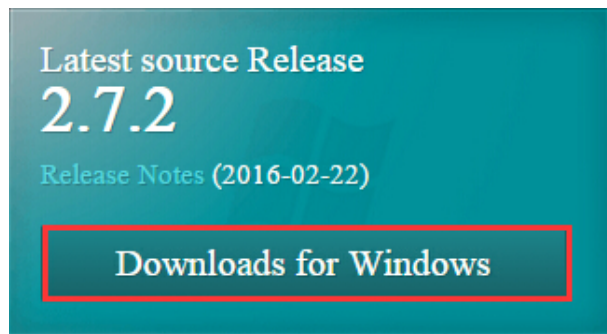 Latest source Release
2.7.2
Release Notes (2016-02-22)
Downloads for Windows